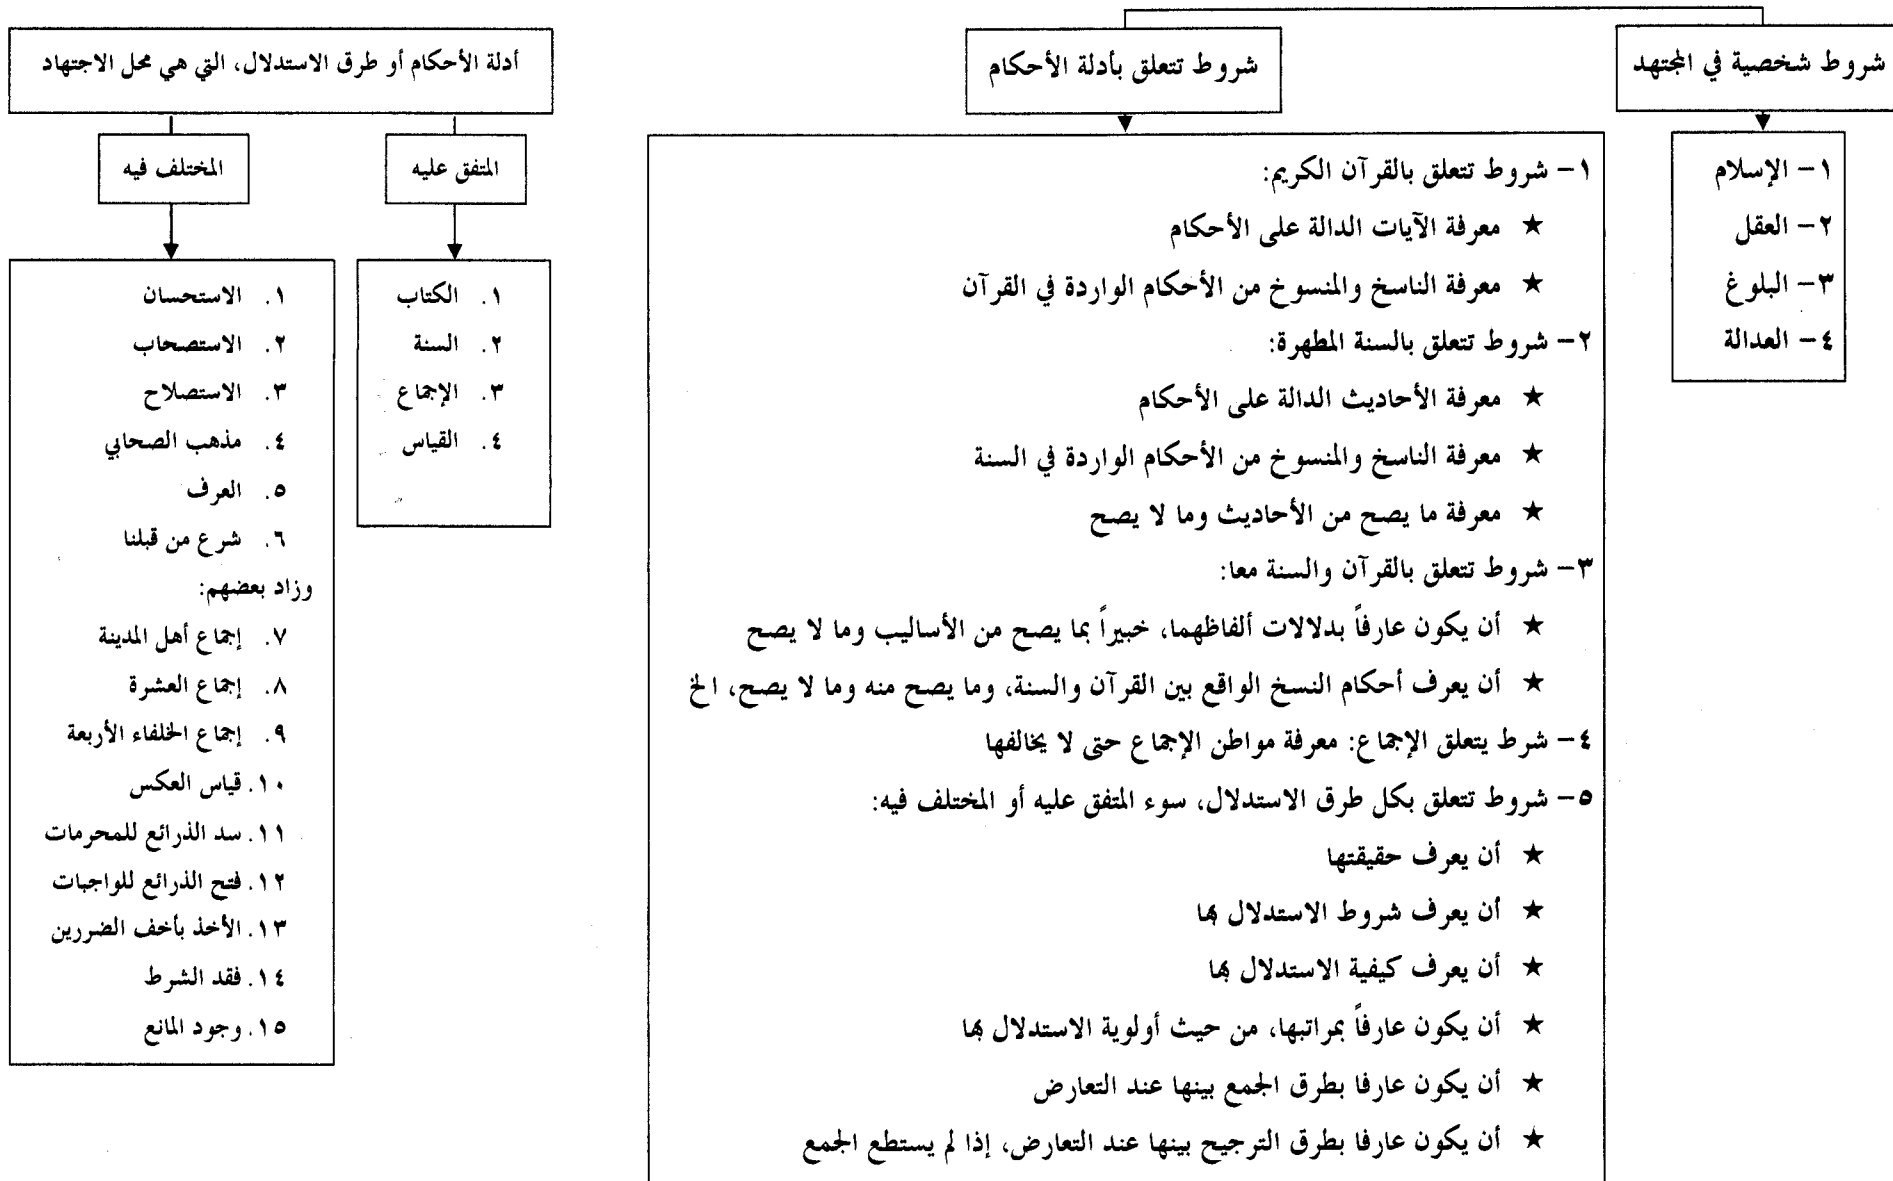 شروط شخصية في المجتهد
١- الإسلام
٢- العقل
٣- البلوغ
٤- العدالة
شروط تتعلق بأدلة الأحكام
١- شروط تتعلق بالقرآن الكريم:
★ معرفة الآيات الدالة على الأحكام
★ معرفة الناسخ والمنسوخ من الأحكام الواردة في القرآن
٢- شروط تتعلق بالسنة المطهرة:
★ معرفة الأحاديث الدالة على الأحكام
★ معرفة الناسخ والمنسوخ من الأحكام الواردة في السنة
★ معرفة ما يصح من الأحاديث وما لا يصح
٣- شروط تتعلق بالقرآن والسنة معا:
★ أن يكون عارفاً بدلالات ألفاظهما، خبيراً بما يصح من الأساليب وما لا يصح
★ أن يعرف أحكام النسخ الواقع بين القرآن والسنة، وما يصح منه وما لا يصح، الخ
٤- شرط يتعلق الإجماع: معرفة مواطن الإجماع حتى لا يخالفها
٥- شروط تتعلق بكل طرق الاستدلال، سوء المتفق عليه أو المختلف فيه:
★ أن يعرف حقيقتها
★ أن يعرف شروط الاستدلال بها
★ أن يعرف كيفية الاستدلال بها
★ أن يكون عارفاً بمراتبها، من حيث أولوية الاستدلال بها
★ أن يكون عارفا بطرق الجمع بينها عند التعارض
★ أن يكون عارفا بطرق الترجيح بينها عند التعارض، إذا لم يستطع الجمع
أدلة الأحكام أو طرق الاستدلال، التي هي محل الاجتهاد
المتفق عليه
١. الكتاب
٢. السنة
٣. الإجماع
٤. القياس
المختلف فيه
١. الاستحسان
٢. الاستصحاب
٣. الاستصلاح
٤. مذهب الصحابي
٥. العرف
٦. شرع من قبلنا
وزاد بعضهم:
٧. إجماع أهل المدينة
٨. إجماع العشرة
٩. إجماع الخلفاء الأربعة
١٠. قياس العكس
١١. سد الذرائع للمحرمات
١٢. فتح الذرائع للواجبات
١٣. الأخذ بأخف الضررين
١٤. فقد الشرط
١٥. وجود المانع